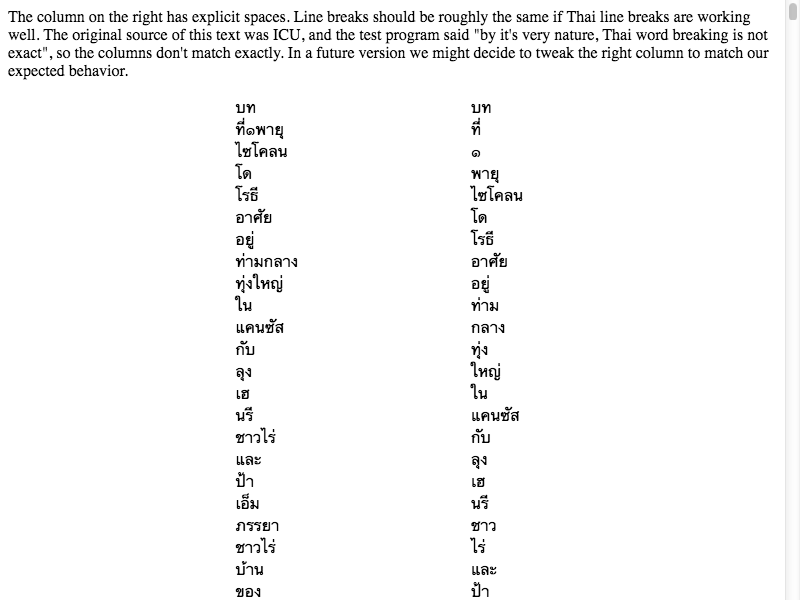 The column on the right has explicit spaces. Line breaks should be roughly the same if Thai line breaks are working
well. The original source of this text was ICU, and the test program said "by it's very nature, Thai word breaking is not
exact", so the columns don't match exactly. In a future version we might decide to tweak the right column to match our
expected behavior.
บท
ที่๑พายุ
ไซโคลน
โด
โรธี
อาศัย
อยู่
ท่ามกลาง
ทุ่งใหญ่
ใน
แคนซัส
กับ
ลุง
เฮ
นรี
ชาวไร่
และ
ป้า
เอ็ม
ภรรยา
ชาวไร่
บ้าน
ของ
บท
ที่
๑
พายุ
ไซโคลน
โด
โรธี
อาศัย
อยู่
ท่าม
กลาง
ทุ่ง
ใหญ่
ใน
แคนซัส
กับ
ลุง
เฮ
นรี
ชาว
ไร่
และ
ป้า